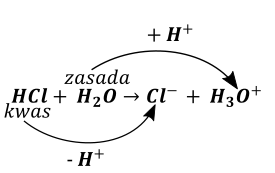 + H⁺
zasada
HCl + H₂O → Cl⁻ + H₃O⁺
kwas
- H⁺